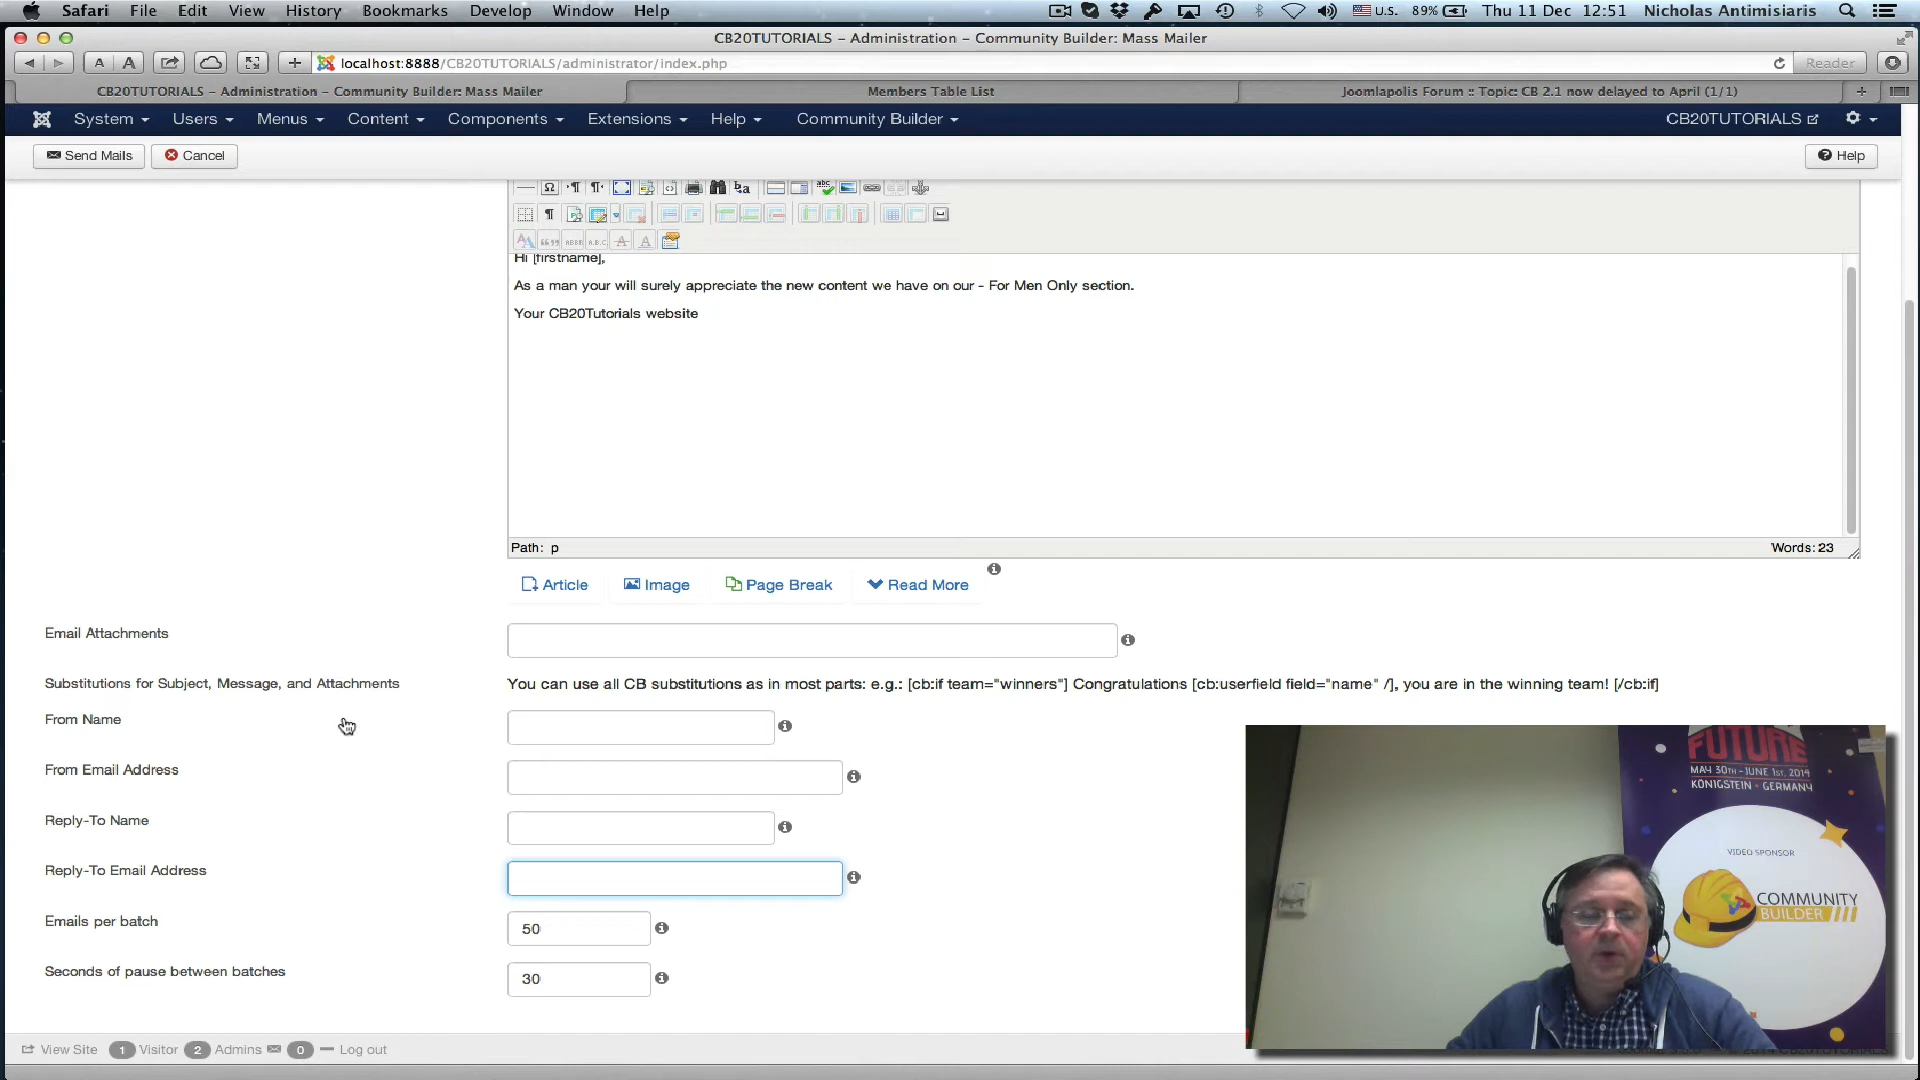 Safari File Edit View History Bookmarks Develop Window Help U.S. 89% Thu 11 Dec 12:51 Nicholas Antimisiaris
CB20TUTORIALS – Administration – Community Builder: Mass Mailer
A A + localhost:8888/CB20TUTORIALS/administrator/index.php Reader
CB20TUTORIALS – Administration – Community Builder: Mass Mailer Members Table List Joomlapolis Forum :: Topic: CB 2.1 now delayed to April (1/1) +
System Users Menus Content Components Extensions Help Community Builder CB20TUTORIALS
Send Mails Cancel Help
Hi [firstname],
As a man your will surely appreciate the new content we have on our - For Men Only section.
Your CB20Tutorials website
Path: p Words: 23
Article Image Page Break Read More
Email Attachments
Substitutions for Subject, Message, and Attachments You can use all CB substitutions as in most parts: e.g.: [cb:if team="winners"] Congratulations [cb:userfield field="name" /], you are in the winning team! [/cb:if]
From Name
From Email Address
Reply-To Name
Reply-To Email Address
Emails per batch 50
Seconds of pause between batches 30
FUTURE
MAY 30TH - JUNE 1ST, 2014
KÖNIGSTEIN • GERMANY
VIDEO SPONSOR
COMMUNITY
BUILDER
View Site 1 Visitor 2 Admins 0 Log out